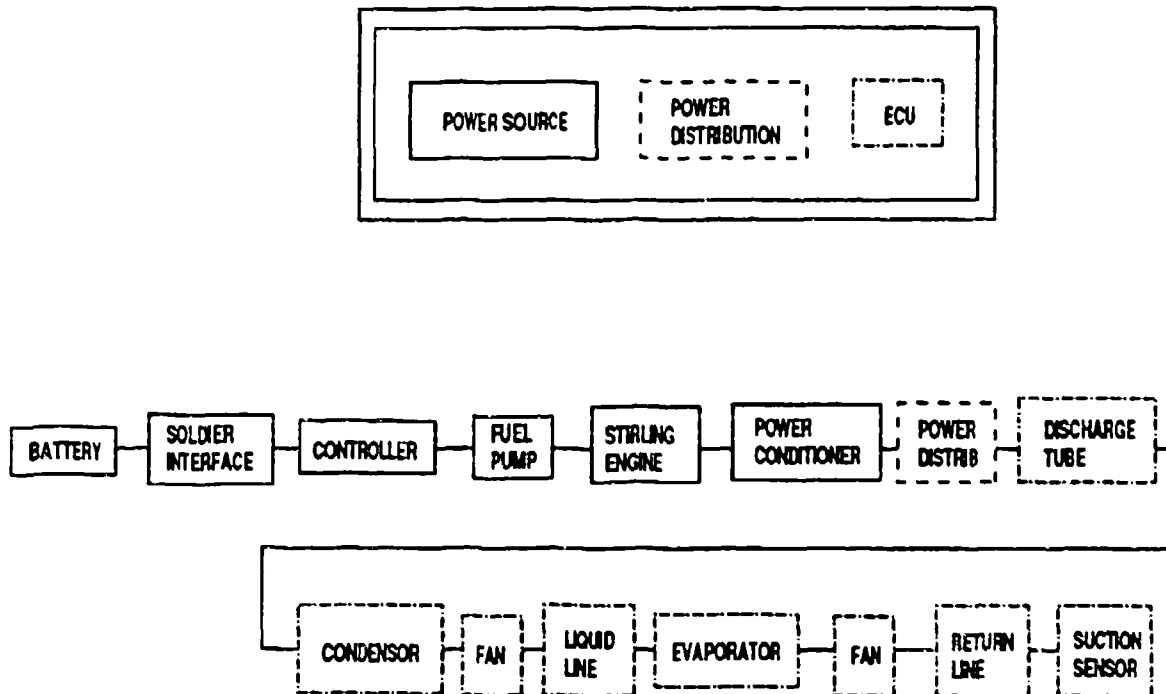 POWER SOURCE
POWER
DISTRIBUTION
ECU
BATTERY
SOLDIER
INTERFACE
CONTROLLER
FUEL
PUMP
STIRLING
ENGINE
POWER
CONDITIONER
POWER
DISTRIB
DISCHARGE
TUBE
CONDENSOR
FAN
LIQUID
LINE
EVAPORATOR
FAN
RETURN
LINE
SUCTION
SENSOR